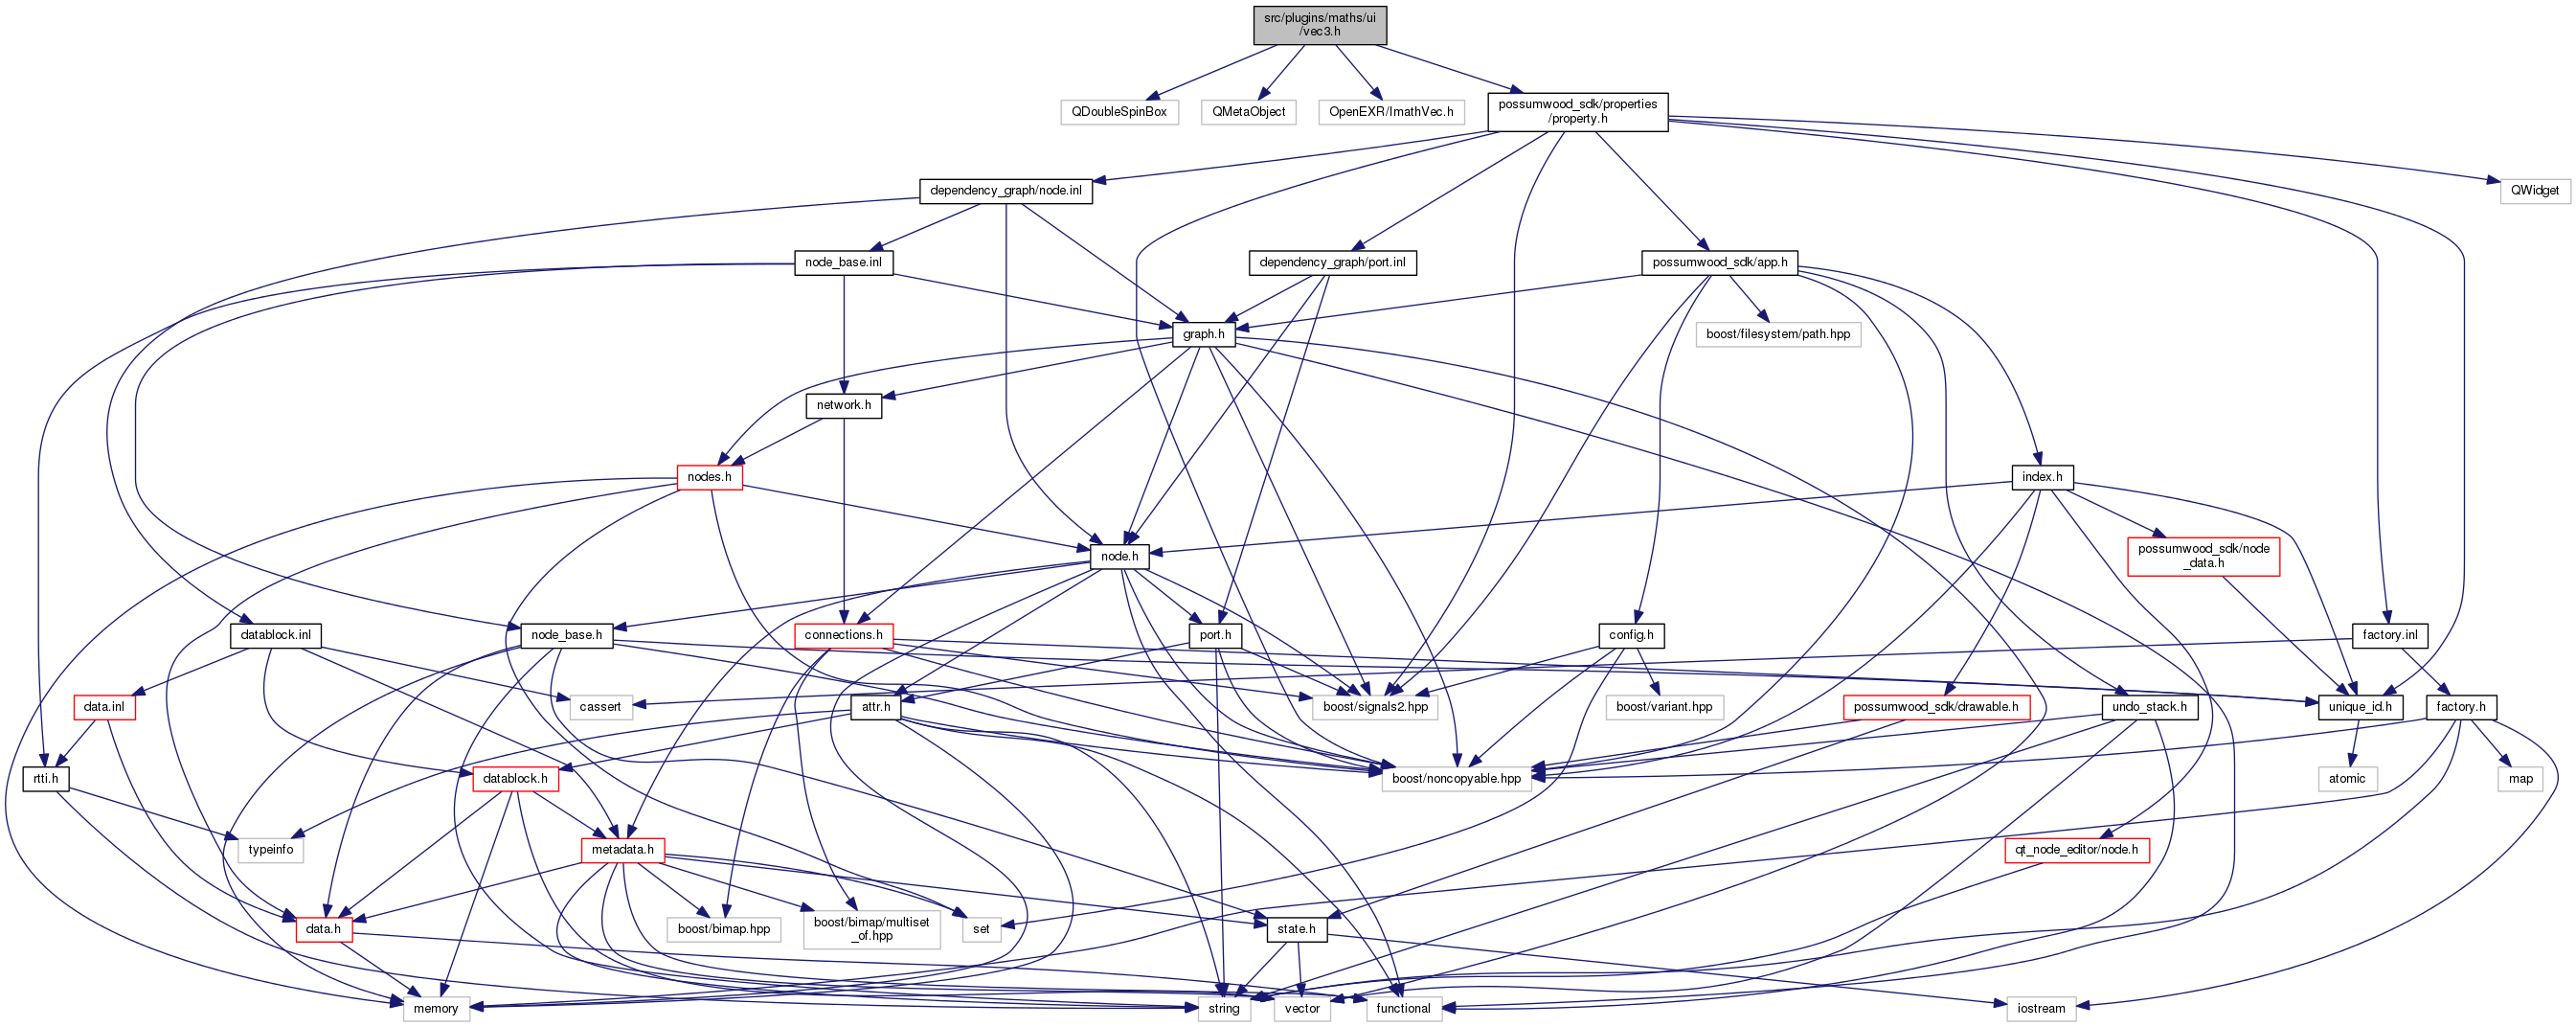 src/plugins/maths/ui
/vec3.h
QDoubleSpinBox
QMetaObject
OpenEXR/ImathVec.h
possumwood_sdk/properties
/property.h
dependency_graph/node.inl
QWidget
node_base.inl
dependency_graph/port.inl
possumwood_sdk/app.h
graph.h
boost/filesystem/path.hpp
network.h
nodes.h
index.h
node.h
possumwood_sdk/node
_data.h
datablock.inl
node_base.h
connections.h
port.h
config.h
factory.inl
data.inl
cassert
attr.h
boost/signals2.hpp
boost/variant.hpp
possumwood_sdk/drawable.h
undo_stack.h
unique_id.h
factory.h
rtti.h
datablock.h
boost/noncopyable.hpp
atomic
map
typeinfo
metadata.h
qt_node_editor/node.h
data.h
boost/bimap.hpp
boost/bimap/multiset
_of.hpp
set
state.h
memory
string
vector
functional
iostream